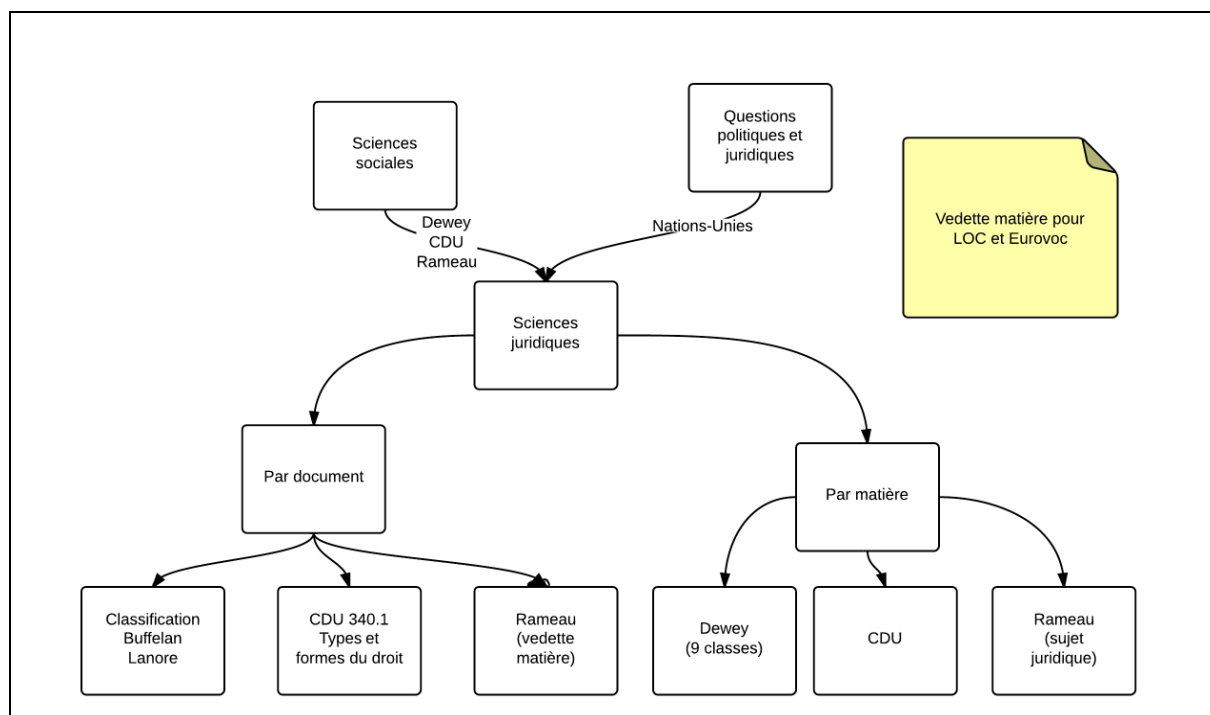 Sciences
sociales
Questions
politiques et
juridiques
Vedette matière pour
LOC et Eurovoc
Dewey
CDU
Rameau
Nations-Unies
Sciences
juridiques
Par document
Par matière
Classification
Buffelan
Lanore
CDU 340.1
Types et
formes du droit
Rameau
(vedette
matière)
Dewey
(9 classes)
CDU
Rameau
(sujet
juridique)